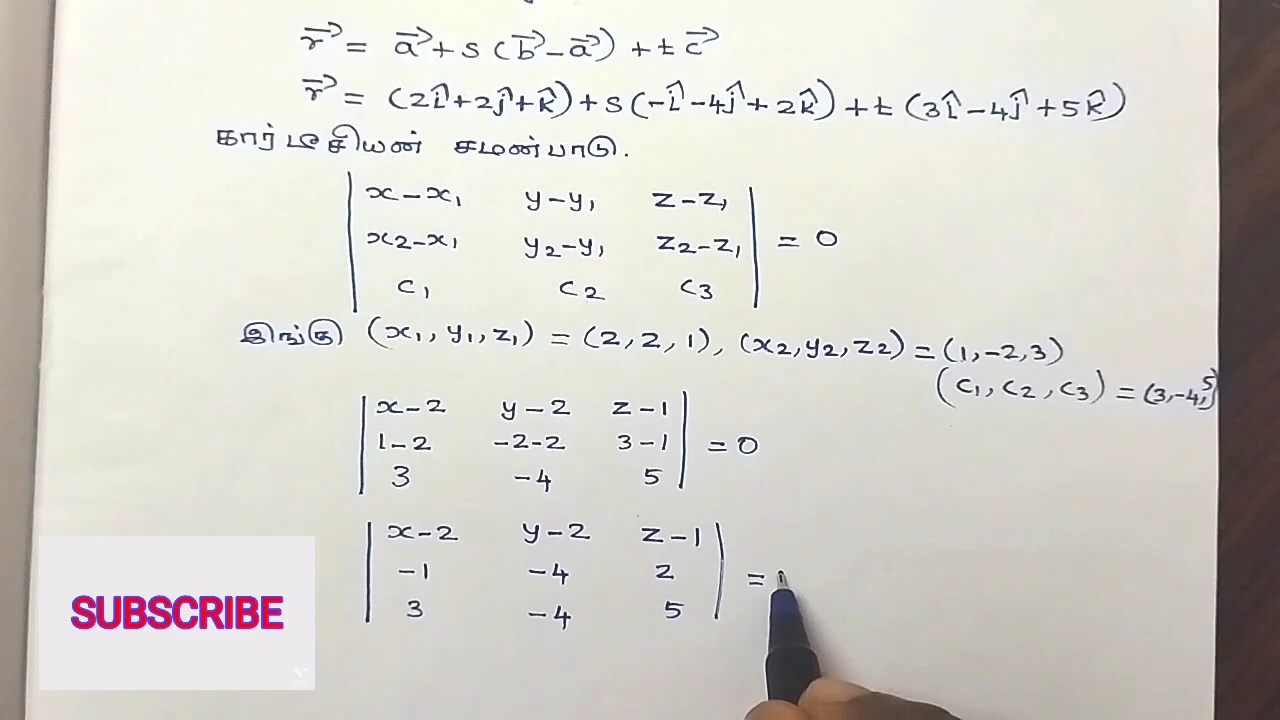 r⃗ = a⃗ + s (b⃗ - a⃗) + t c⃗
r⃗ = (2î + 2ĵ + k̂) + s (-î - 4ĵ + 2k̂) + t (3î - 4ĵ + 5k̂)
கார்டீசியன் சமன்பாடு.
| x - x₁ y - y₁ z - z₁ |
| x₂ - x₁ y₂ - y₁ z₂ - z₁ | = 0
| c₁ c₂ c₃ |
இங்கு (x₁, y₁, z₁) = (2, 2, 1), (x₂, y₂, z₂) = (1, -2, 3)
(c₁, c₂, c₃) = (3, -4, 5)
| x - 2 y - 2 z - 1 |
| 1 - 2 -2 - 2 3 - 1 | = 0
| 3 -4 5 |
| x - 2 y - 2 z - 1 |
| -1 -4 2 | =
| 3 -4 5 |
SUBSCRIBE